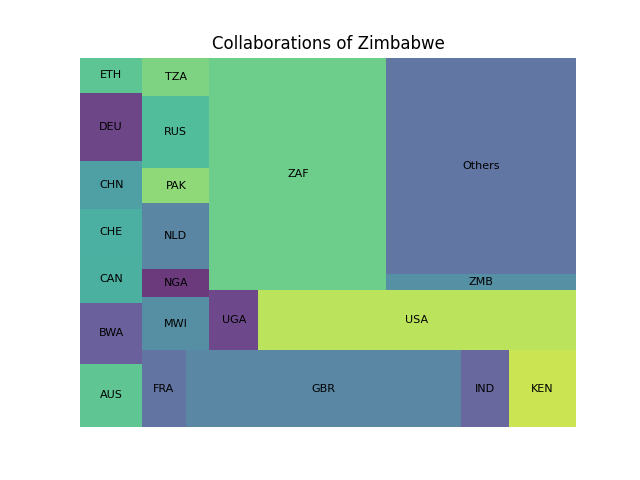 Collaborations of Zimbabwe
ETH
TZA
DEU
RUS
ZAF
Others
CHN
PAK
CHE
NLD
CAN
NGA
ZMB
BWA
MWI
UGA
USA
AUS
FRA
GBR
IND
KEN